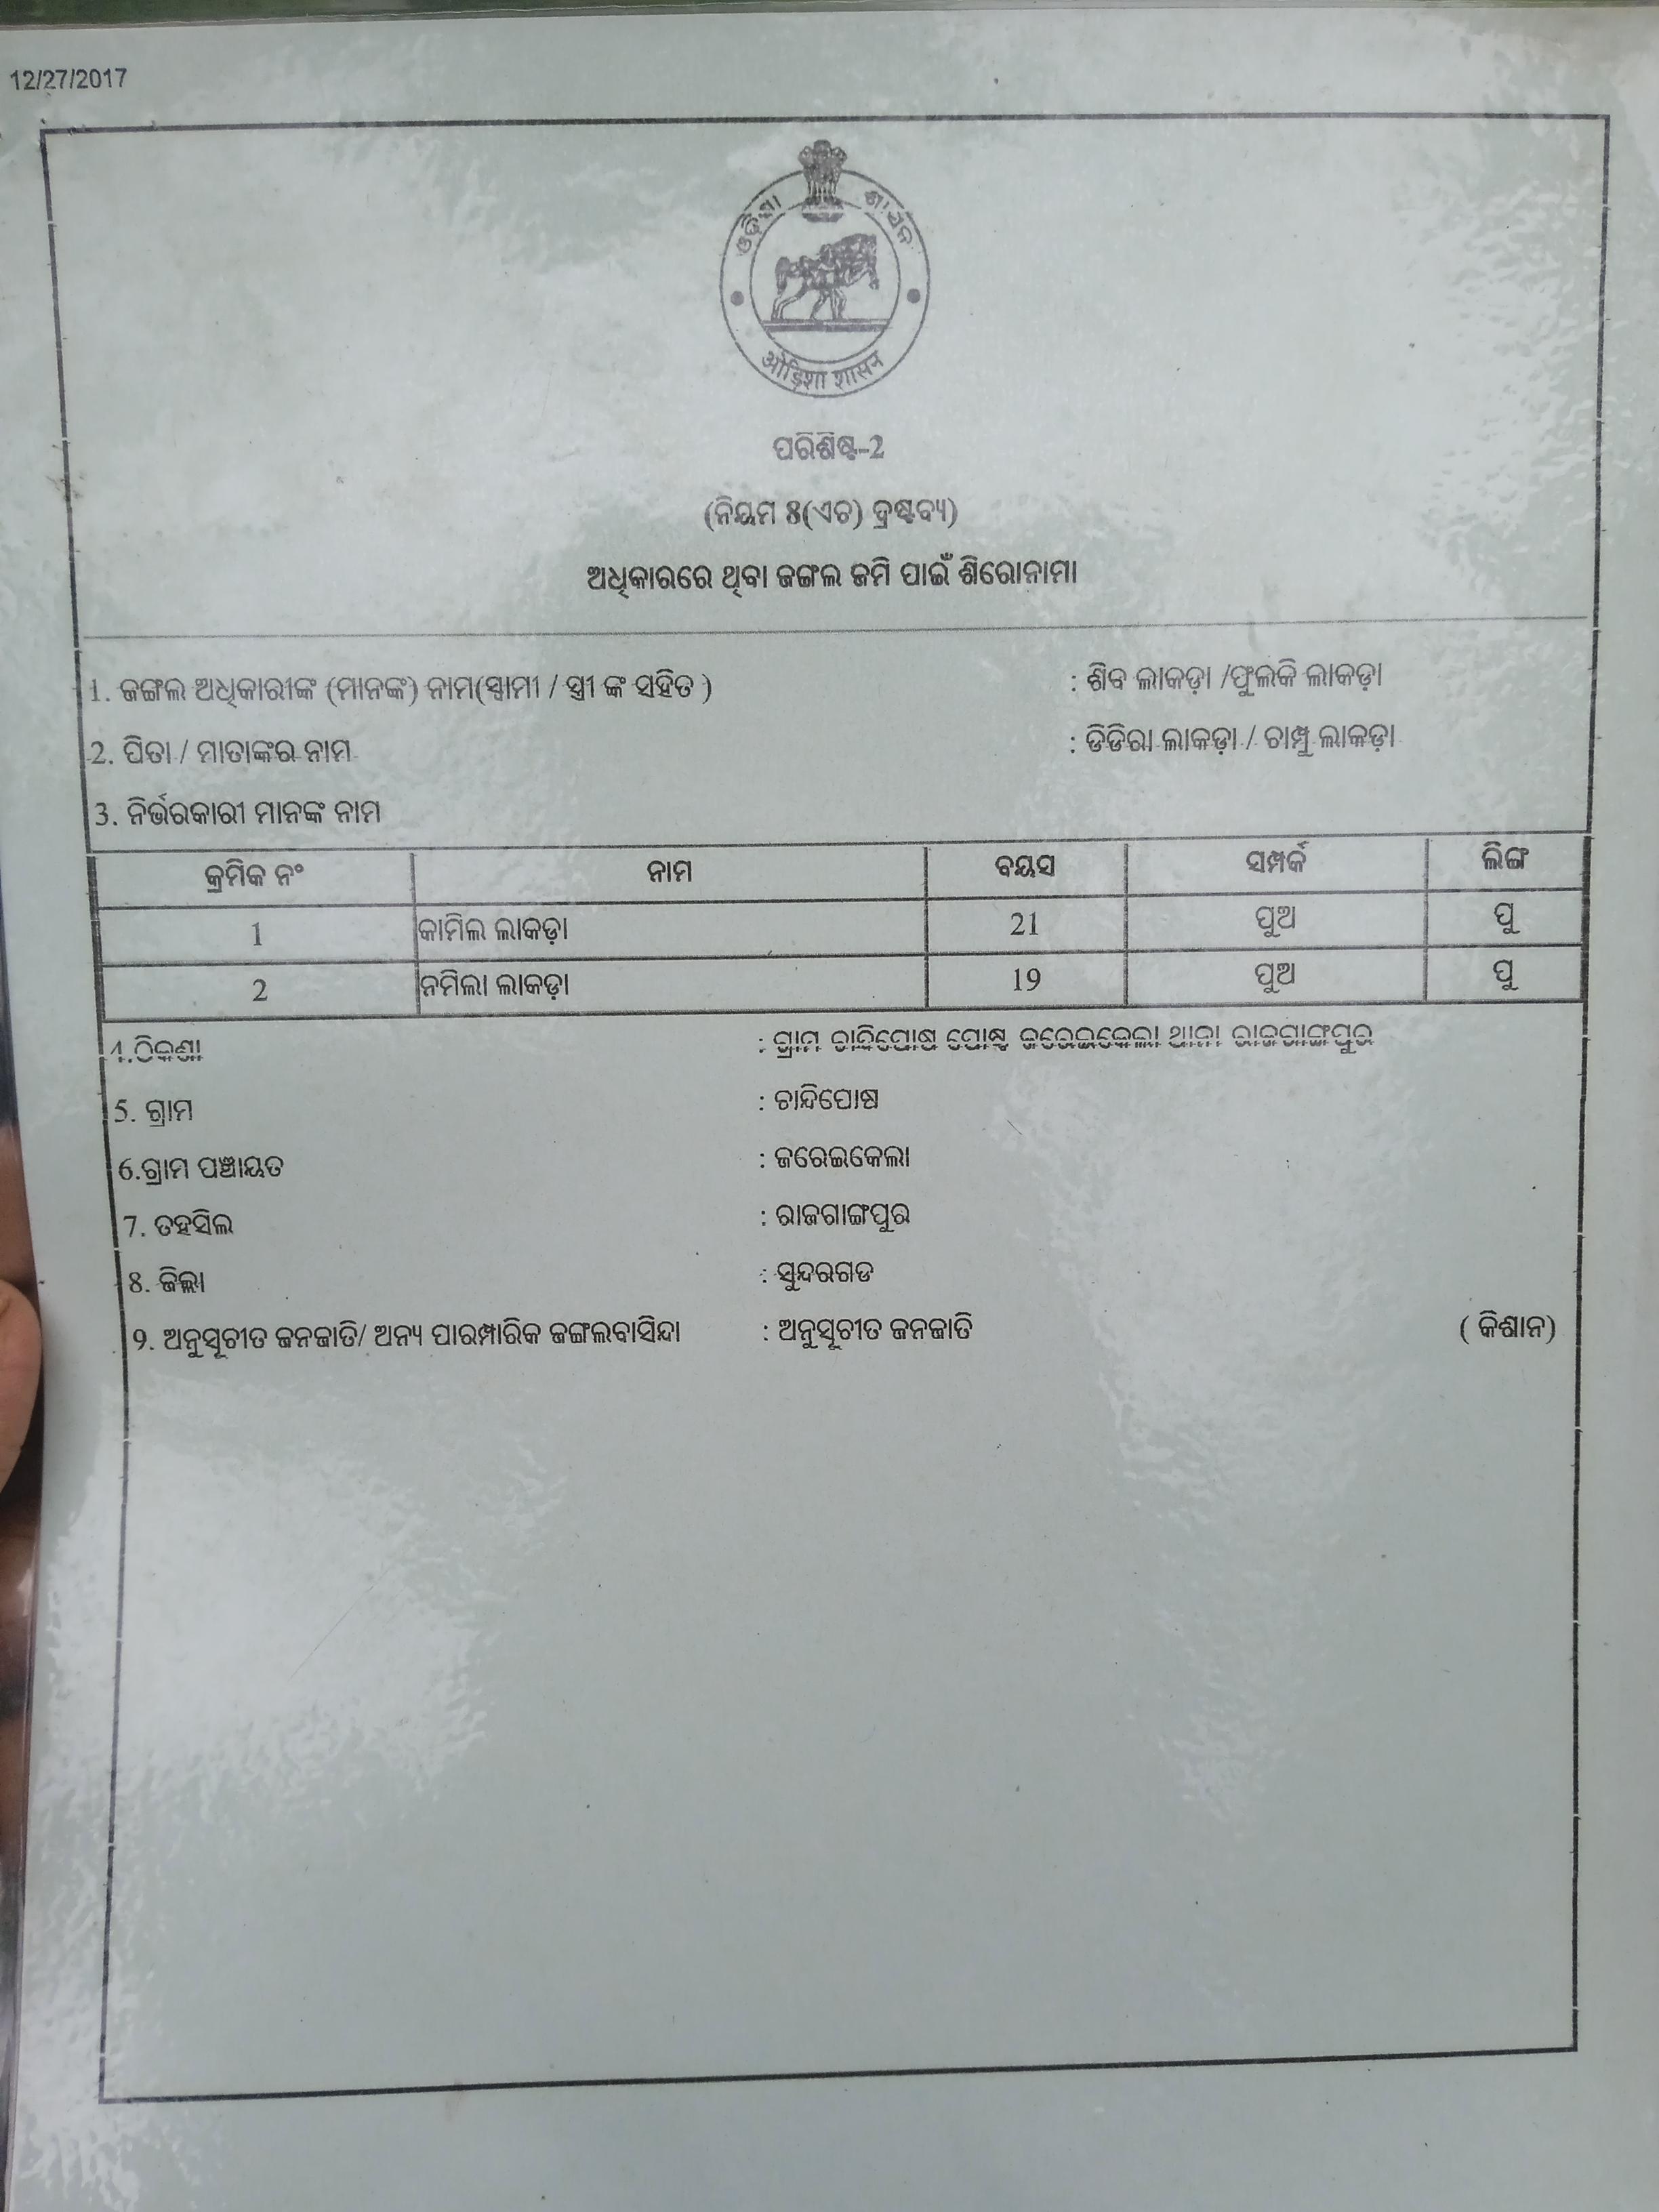 12/27/2017
ଓଡ଼ିଶା ଶାସନ
ओड़िशा शासन
ପରିଶିଷ୍ଟ-2
(ନିୟମ 8(ଏଚ) ଦ୍ରଷ୍ଟବ୍ୟ)
ଅଧିକାରରେ ଥିବା ଜଙ୍ଗଲ ଜମି ପାଇଁ ଶିରୋନାମା
1. ଜଙ୍ଗଲ ଅଧିକାରୀଙ୍କ (ମାନଙ୍କ) ନାମ(ସ୍ଵାମୀ / ସ୍ତ୍ରୀ ଙ୍କ ସହିତ ) : ଶିବ ଲାକଡ଼ା /ଫୁଲକି ଲାକଡ଼ା
2. ପିତା / ମାତାଙ୍କର ନାମ : ଡିଡିରା ଲାକଡ଼ା / ଚାମ୍ପୁ ଲାକଡ଼ା
3. ନିର୍ଭରକାରୀ ମାନଙ୍କ ନାମ
କ୍ରମିକ ନଂ ନାମ ବୟସ ସମ୍ପର୍କ ଲିଙ୍ଗ
1 କାମିଲ ଲାକଡ଼ା 21 ପୁଅ ପୁ
2 ନମିଲା ଲାକଡ଼ା 19 ପୁଅ ପୁ
4.ଠିକଣା : ଗ୍ରାମ ଚାନ୍ଦିପୋଷ ପୋଷ୍ଟ ଜରେଇକେଲା ଥାନା ରାଜଗାଙ୍ଗପୁର
5. ଗ୍ରାମ : ଚାନ୍ଦିପୋଷ
6.ଗ୍ରାମ ପଞ୍ଚାୟତ : ଜରେଇକେଲା
7. ତହସିଲ : ରାଜଗାଙ୍ଗପୁର
8. ଜିଲ୍ଲା : ସୁନ୍ଦରଗଡ
9. ଅନୁସୂଚୀତ ଜନଜାତି/ ଅନ୍ୟ ପାରମ୍ପାରିକ ଜଙ୍ଗଲବାସିନ୍ଦା : ଅନୁସୂଚୀତ ଜନଜାତି ( କିଶାନ)